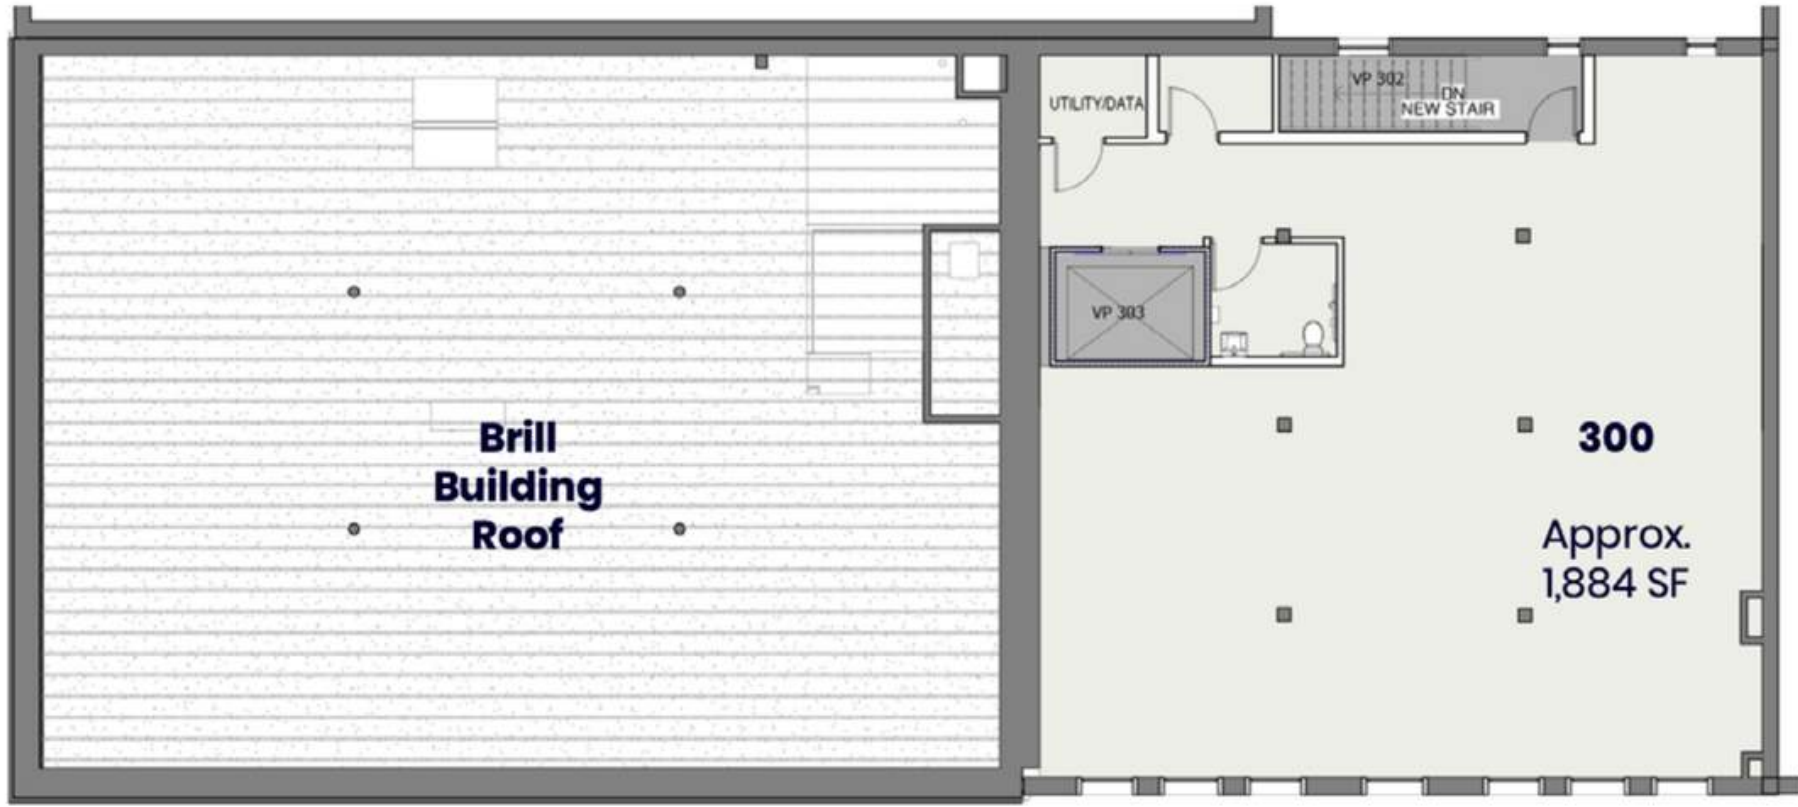 UTILITY/DATA
VP 302
DN
NEW STAIR
VP 303
Brill
Building
Roof
300
Approx.
1,884 SF